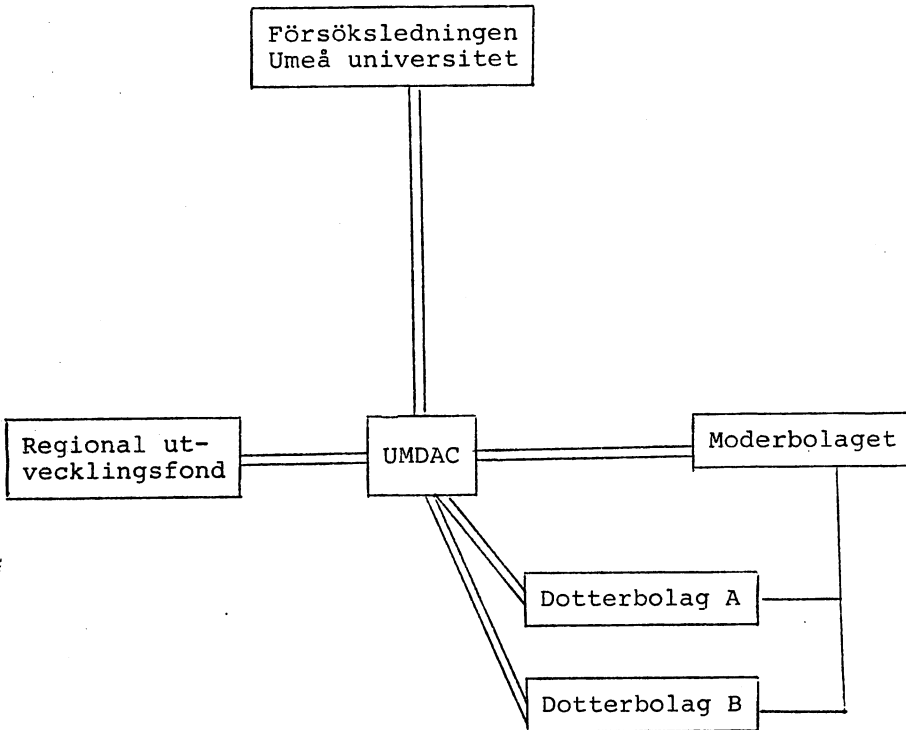 Försöksledningen
Umeå universitet
Regional ut-
vecklingsfond
UMDAC
Moderbolaget
Dotterbolag A
Dotterbolag B